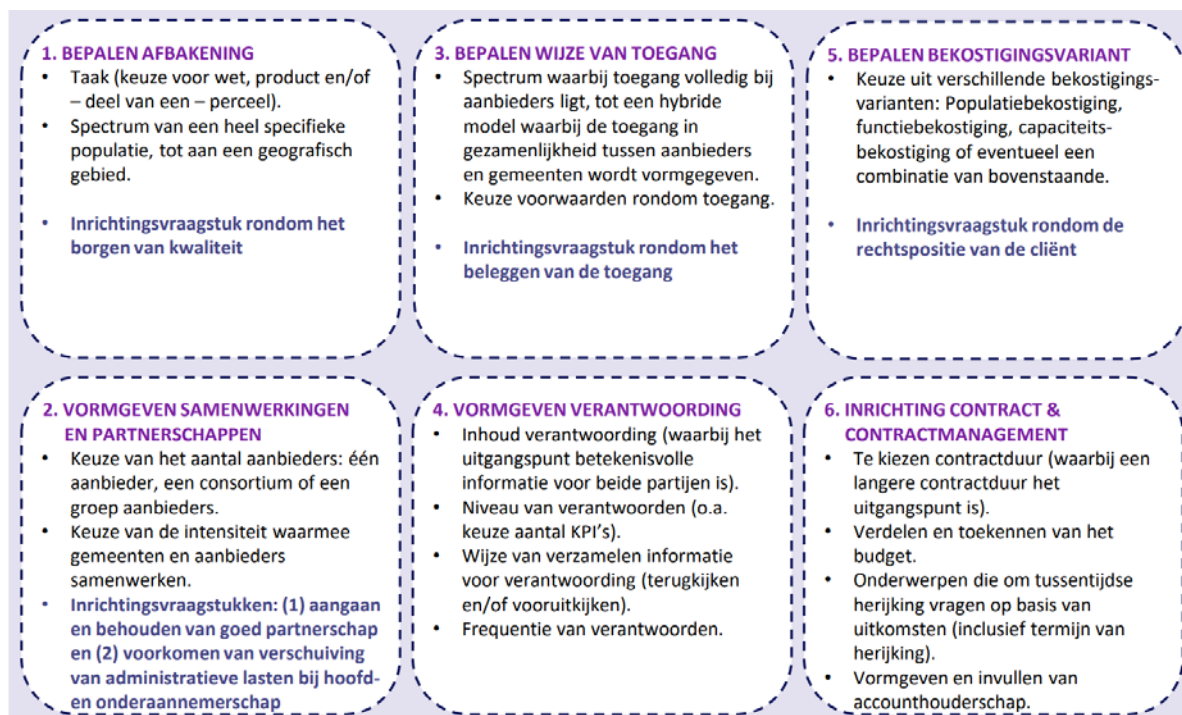 1. BEPALEN AFBAKENING
• Taak (keuze voor wet, product en/of
– deel van een – perceel).
• Spectrum van een heel specifieke
populatie, tot aan een geografisch
gebied.
• Inrichtingsvraagstuk rondom het
borgen van kwaliteit
2. VORMGEVEN SAMENWERKINGEN
EN PARTNERSCHAPPEN
• Keuze van het aantal aanbieders: één
aanbieder, een consortium of een
groep aanbieders.
• Keuze van de intensiteit waarmee
gemeenten en aanbieders
samenwerken.
• Inrichtingsvraagstukken: (1) aangaan
en behouden van goed partnerschap
en (2) voorkomen van verschuiving
van administratieve lasten bij hoofd-
en onderaannemerschap
3. BEPALEN WIJZE VAN TOEGANG
• Spectrum waarbij toegang volledig bij
aanbieders ligt, tot een hybride
model waarbij de toegang in
gezamenlijkheid tussen aanbieders
en gemeenten wordt vormgegeven.
• Keuze voorwaarden rondom toegang.
• Inrichtingsvraagstuk rondom het
beleggen van de toegang
4. VORMGEVEN VERANTWOORDING
• Inhoud verantwoording (waarbij het
uitgangspunt betekenisvolle
informatie voor beide partijen is).
• Niveau van verantwoorden (o.a.
keuze aantal KPI’s).
• Wijze van verzamelen informatie
voor verantwoording (terugkijken
en/of vooruitkijken).
• Frequentie van verantwoorden.
5. BEPALEN BEKOSTIGINGSVARIANT
• Keuze uit verschillende bekostigings-
varianten: Populatiebekostiging,
functiebekostiging, capaciteits-
bekostiging of eventueel een
combinatie van bovenstaande.
• Inrichtingsvraagstuk rondom de
rechtspositie van de cliënt
6. INRICHTING CONTRACT &
CONTRACTMANAGEMENT
• Te kiezen contractduur (waarbij een
langere contractduur het
uitgangspunt is).
• Verdelen en toekennen van het
budget.
• Onderwerpen die om tussentijdse
herijking vragen op basis van
uitkomsten (inclusief termijn van
herijking).
• Vormgeven en invullen van
accounthouderschap.